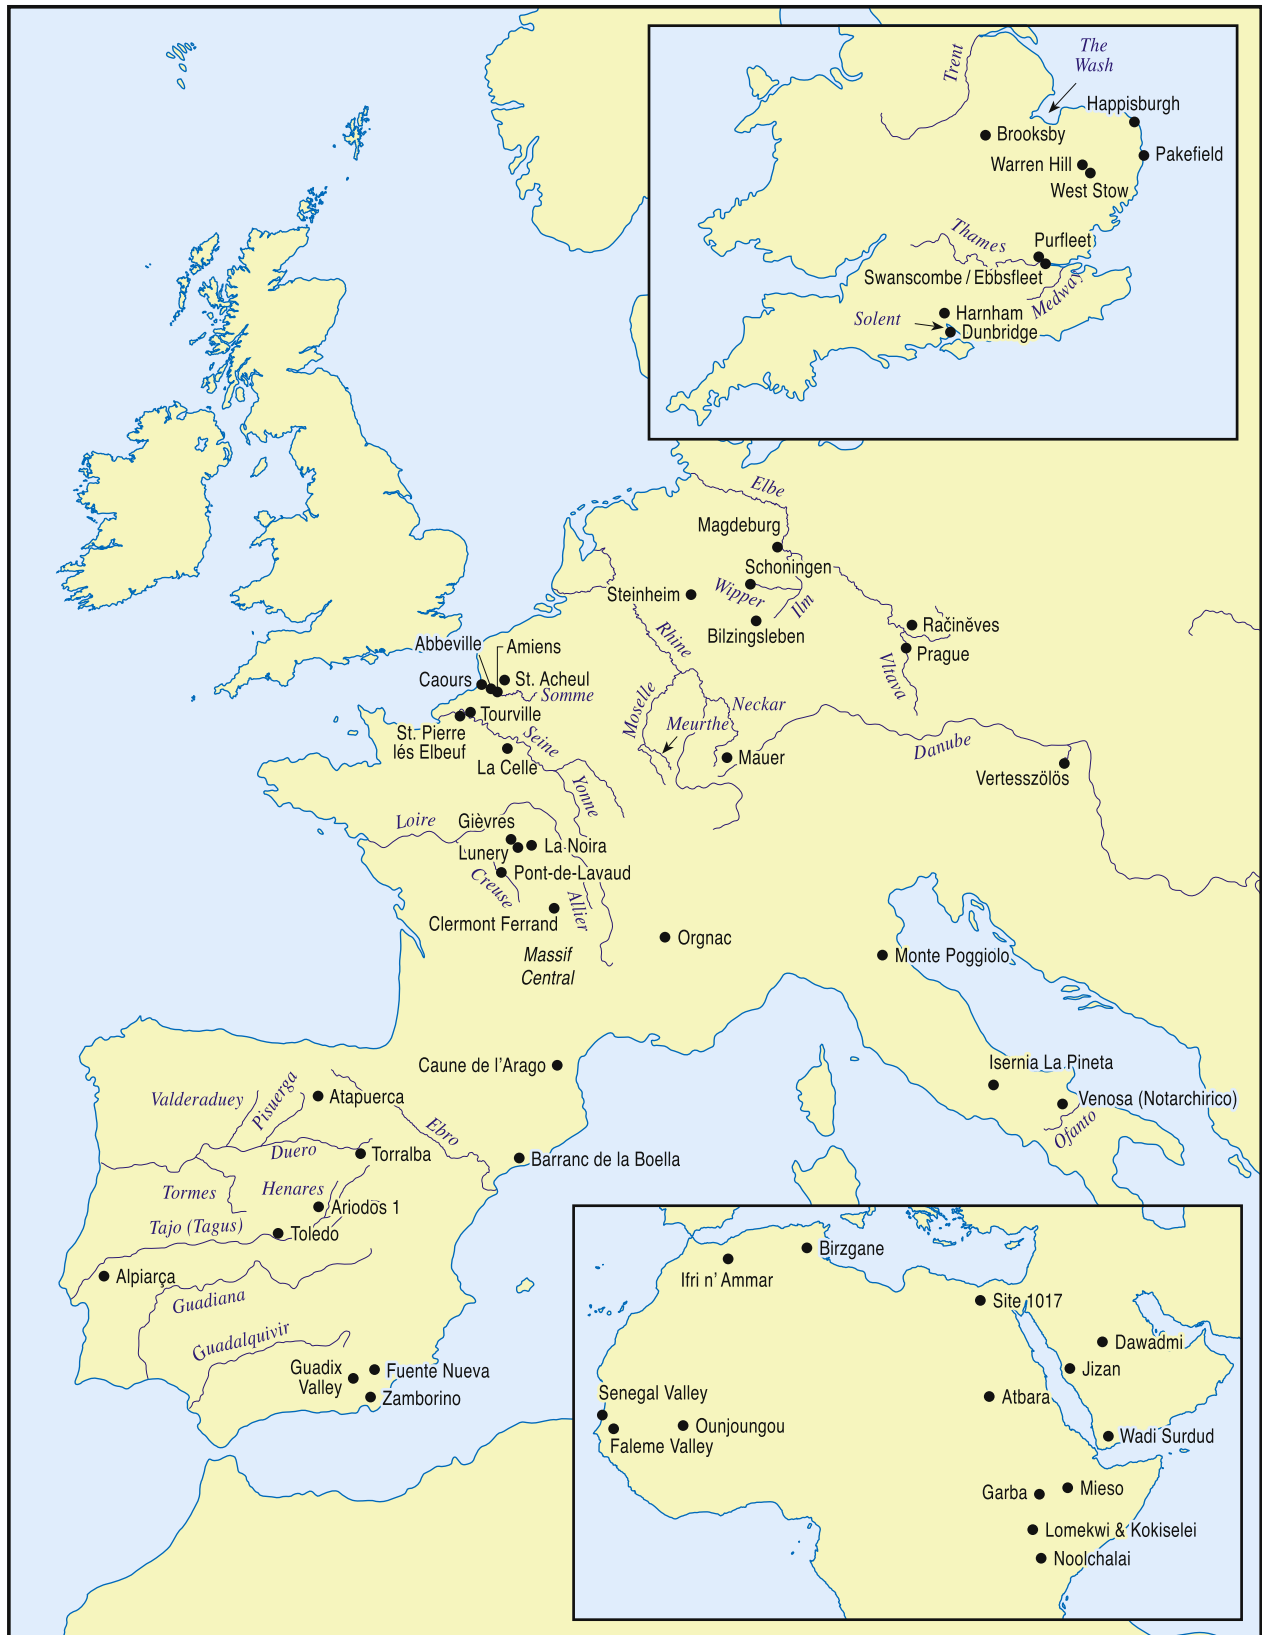 The
Wash
Trent
Happisburgh
Brooksby
Pakefield
Warren Hill
West Stow
Thames
Purfleet
Swanscombe / Ebbsfleet
Medway
Harnham
Solent
Dunbridge
Elbe
Magdeburg
Schoningen
Steinheim
Wipper
Ilm
Bilzingsleben
Račiněves
Prague
Vltava
Rhine
Abbeville
Amiens
Caours
St. Acheul
Somme
Moselle
Neckar
Meurthe
Tourville
St. Pierre
lés Elbeuf
Seine
La Celle
Mauer
Danube
Vertesszölös
Yonne
Loire
Gièvres
La Noira
Lunery
Pont-de-Lavaud
Creuse
Allier
Clermont Ferrand
Orgnac
Massif
Central
Monte Poggiolo
Caune de l'Arago
Isernia La Pineta
Venosa (Notarchirico)
Ofanto
Valderaduey
Pisuerga
Atapuerca
Ebro
Duero
Torralba
Barranc de la Boella
Tormes
Henares
Ariodos 1
Tajo (Tagus)
Toledo
Alpiarça
Guadiana
Guadalquivir
Guadix
Valley
Fuente Nueva
Zamborino
Birzgane
Ifri n' Ammar
Site 1017
Dawadmi
Jizan
Senegal Valley
Atbara
Ounjoungou
Faleme Valley
Wadi Surdud
Garba
Mieso
Lomekwi & Kokiselei
Noolchalai